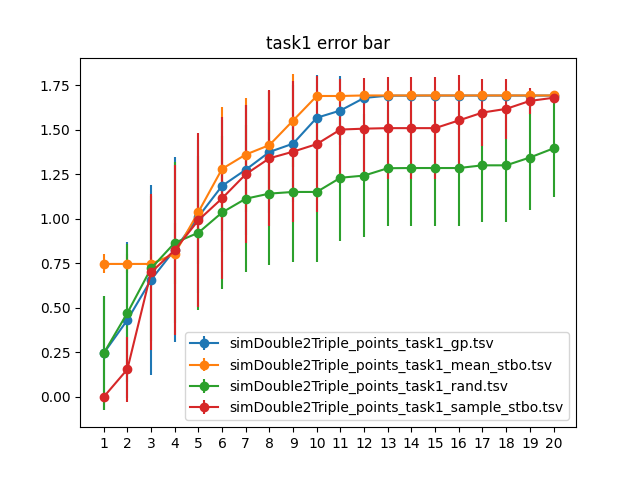 task1 error bar
1.75
1.50
1.25
1.00
0.75
0.50
0.25
0.00
simDouble2Triple_points_task1_gp.tsv
simDouble2Triple_points_task1_mean_stbo.tsv
simDouble2Triple_points_task1_rand.tsv
simDouble2Triple_points_task1_sample_stbo.tsv
1 2 3 4 5 6 7 8 9 10 11 12 13 14 15 16 17 18 19 20